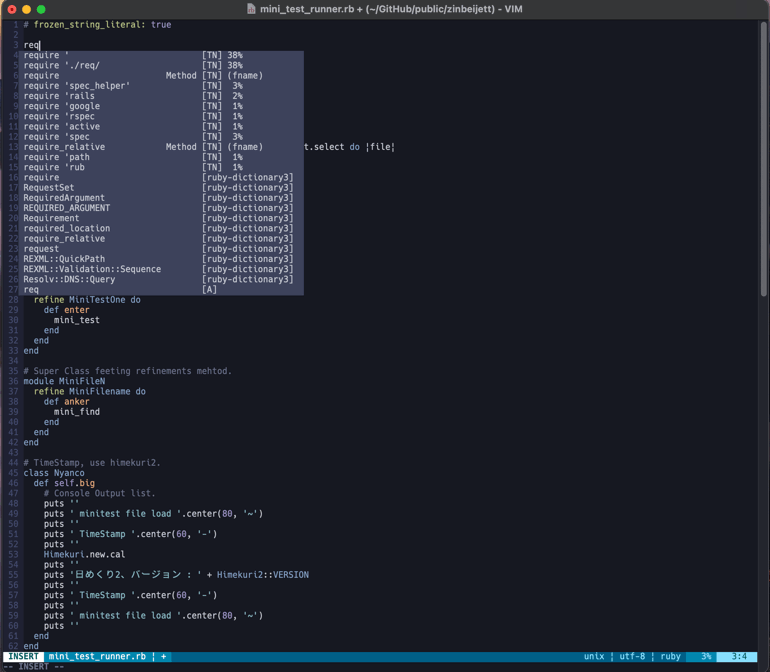 mini_test_runner.rb + (~/GitHub/public/zinbeijett) - VIM
1 # frozen_string_literal: true
2
3 req
4 require ' [TN] 38%
5 require './req/ [TN] 38%
6 require Method [TN] (fname)
7 require 'spec_helper' [TN] 3%
8 require 'rails [TN] 2%
9 require 'google [TN] 1%
10 require 'rspec [TN] 1%
11 require 'active [TN] 1%
12 require 'spec [TN] 3%
13 require_relative Method [TN] (fname) t.select do ¦file¦
14 require 'path [TN] 1%
15 require 'rub [TN] 1%
16 require [ruby-dictionary3]
17 RequestSet [ruby-dictionary3]
18 RequiredArgument [ruby-dictionary3]
19 REQUIRED_ARGUMENT [ruby-dictionary3]
20 Requirement [ruby-dictionary3]
21 required_location [ruby-dictionary3]
22 require_relative [ruby-dictionary3]
23 request [ruby-dictionary3]
24 REXML::QuickPath [ruby-dictionary3]
25 REXML::Validation::Sequence [ruby-dictionary3]
26 Resolv::DNS::Query [ruby-dictionary3]
27 req [A]
28 refine MiniTestOne do
29 def enter
30 mini_test
31 end
32 end
33 end
34
35 # Super Class feeting refinements mehtod.
36 module MiniFileN
37 refine MiniFilename do
38 def anker
39 mini_find
40 end
41 end
42 end
43
44 # TimeStamp, use himekuri2.
45 class Nyanco
46 def self.big
47 # Console Output list.
48 puts ''
49 puts ' minitest file load '.center(80, '~')
50 puts ''
51 puts ' TimeStamp '.center(60, '-')
52 puts ''
53 Himekuri.new.cal
54 puts ''
55 puts '日めくり2、バージョン : ' + Himekuri2::VERSION
56 puts ''
57 puts ' TimeStamp '.center(60, '-')
58 puts ''
59 puts ' minitest file load '.center(80, '~')
60 puts ''
61 end
62 end
INSERT mini_test_runner.rb ¦ + unix ¦ utf-8 ¦ ruby 3% 3:4
-- INSERT --